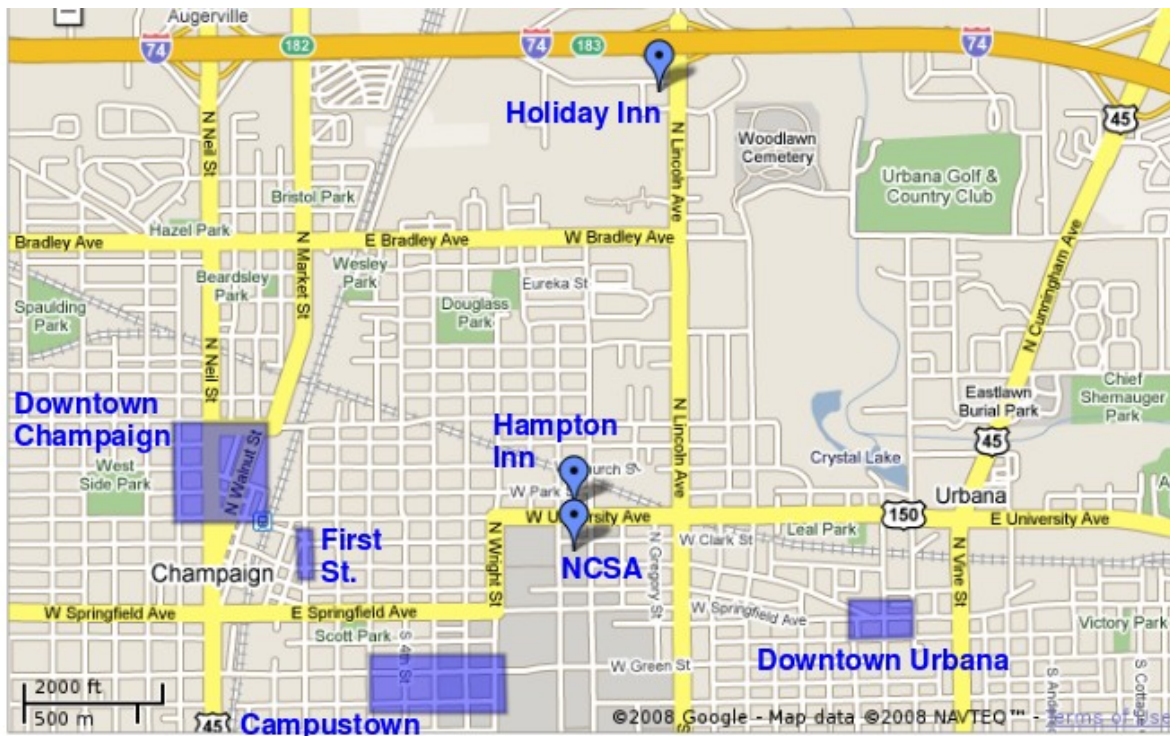 Augerville
74
182
74
183
74
Holiday Inn
45
N Neil St
N Lincoln Ave
Woodlawn
Cemetery
Urbana Golf &
Country Club
Bristol Park
Hazel Park
Bradley Ave
E Bradley Ave
W Bradley Ave
N Market St
N Cunningham Ave
Beardsley
Park
Wesley
Park
Eureka St
Spaulding
Park
Douglass
Park
N Neil St
Downtown
Champaign
N Walnut St
West
Side Park
Hampton
Inn
N Lincoln Ave
Eastlawn
Burial Park
Chief
Shemauger
Park
45
Crystal Lake
W Park
Urbana
W University Ave
150
E University Ave
Leal Park
W Clark St
First
St.
N Wright St
NCSA
N Gregory St
N Vine St
Champaign
W Springfield Ave
E Springfield Ave
W Springfield Ave
Scott Park
S 4th St
Victory Park
W Green St
Downtown Urbana
2000 ft
500 m
45
Campustown
S Cottage
©2008 Google - Map data ©2008 NAVTEQ™ - Terms of Use